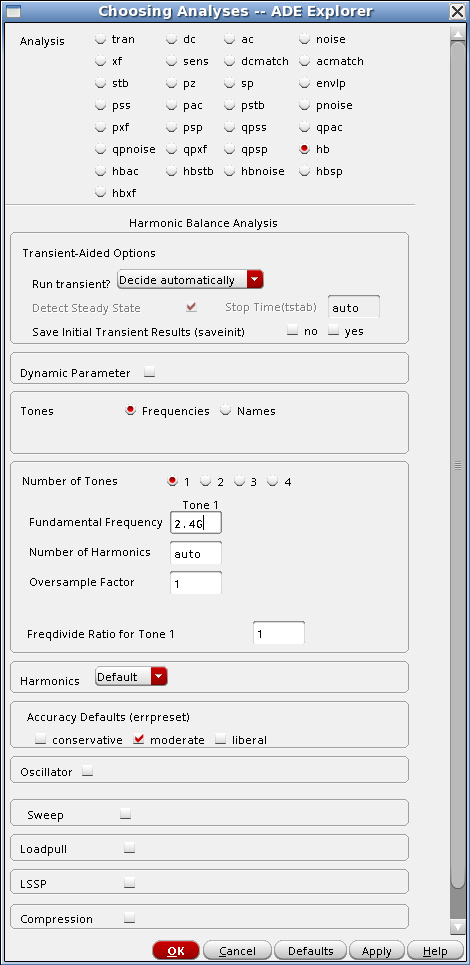 Choosing Analyses -- ADE Explorer
Analysis tran dc ac noise
xf sens dcmatch acmatch
stb pz sp envlp
pss pac pstb pnoise
pxf psp qpss qpac
qpnoise qpxf qpsp hb
hbac hbstb hbnoise hbsp
hbxf
Harmonic Balance Analysis
Transient-Aided Options
Run transient? Decide automatically
Detect Steady State Stop Time(tstab) auto
Save Initial Transient Results (saveinit) no yes
Dynamic Parameter
Tones Frequencies Names
Number of Tones 1 2 3 4
Tone 1
Fundamental Frequency 2.4G
Number of Harmonics auto
Oversample Factor 1
Freqdivide Ratio for Tone 1 1
Harmonics Default
Accuracy Defaults (errpreset)
conservative moderate liberal
Oscillator
Sweep
Loadpull
LSSP
Compression
OK Cancel Defaults Apply Help